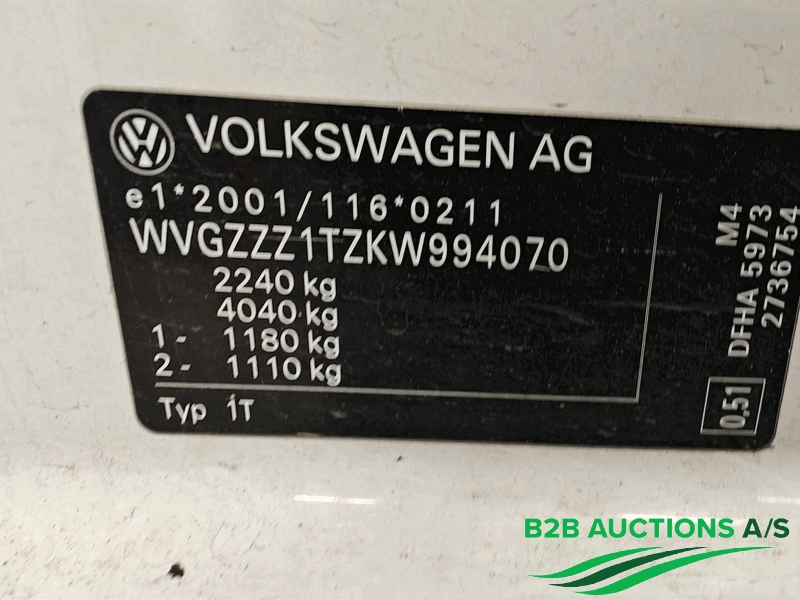 VOLKSWAGEN AG
e1*2001/116*0211
WVGZZZ1TZKW994070
2240 kg
4040 kg
1- 1180 kg
2- 1110 kg
Typ 1T
M4
DFHA 5973
2736754
0,51
B2B AUCTIONS A/S